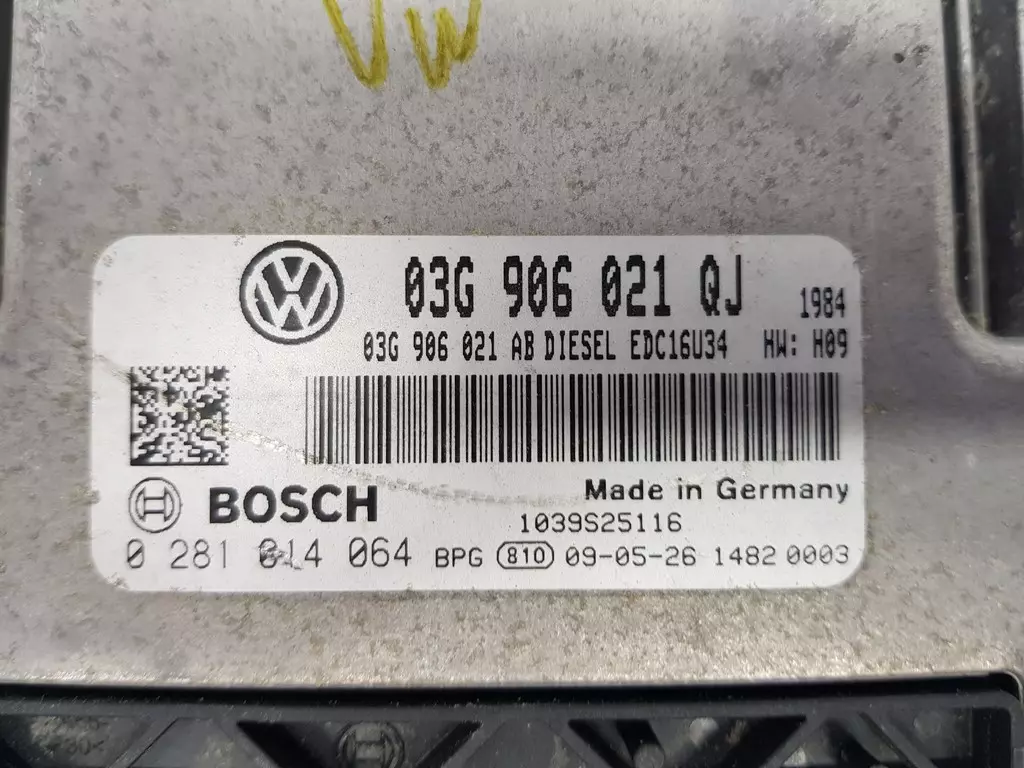 VW
03G 906 021 QJ 1984
03G 906 021 AB DIESEL EDC16U34 HW: H09
BOSCH
Made in Germany
1039S25116
0 281 014 064 BPG 810 09-05-26 1482 0003